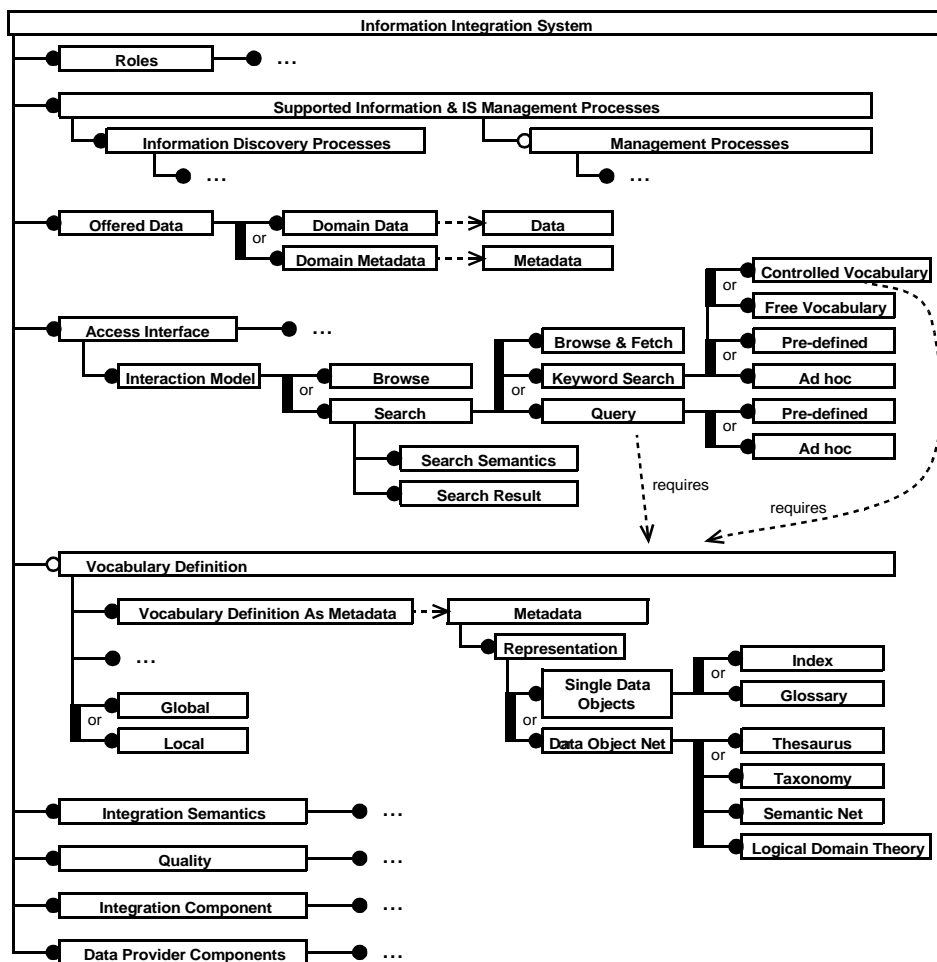 Information Integration System
Roles
...
Supported Information & IS Management Processes
Information Discovery Processes
Management Processes
...
...
Offered Data
or
Domain Data
Data
Domain Metadata
Metadata
Controlled Vocabulary
or
Free Vocabulary
Access Interface
...
Browse & Fetch
Pre-defined
or
Interaction Model
Browse
Keyword Search
Ad hoc
or
or
Search
Query
Pre-defined
or
Ad hoc
Search Semantics
Search Result
requires
requires
Vocabulary Definition
Vocabulary Definition As Metadata
Metadata
...
Representation
Index
or
Single Data
Objects
Glossary
Global
or
or
Local
Data Object Net
Thesaurus
or
Taxonomy
Integration Semantics
...
Semantic Net
Quality
...
Logical Domain Theory
Integration Component
...
Data Provider Components
...